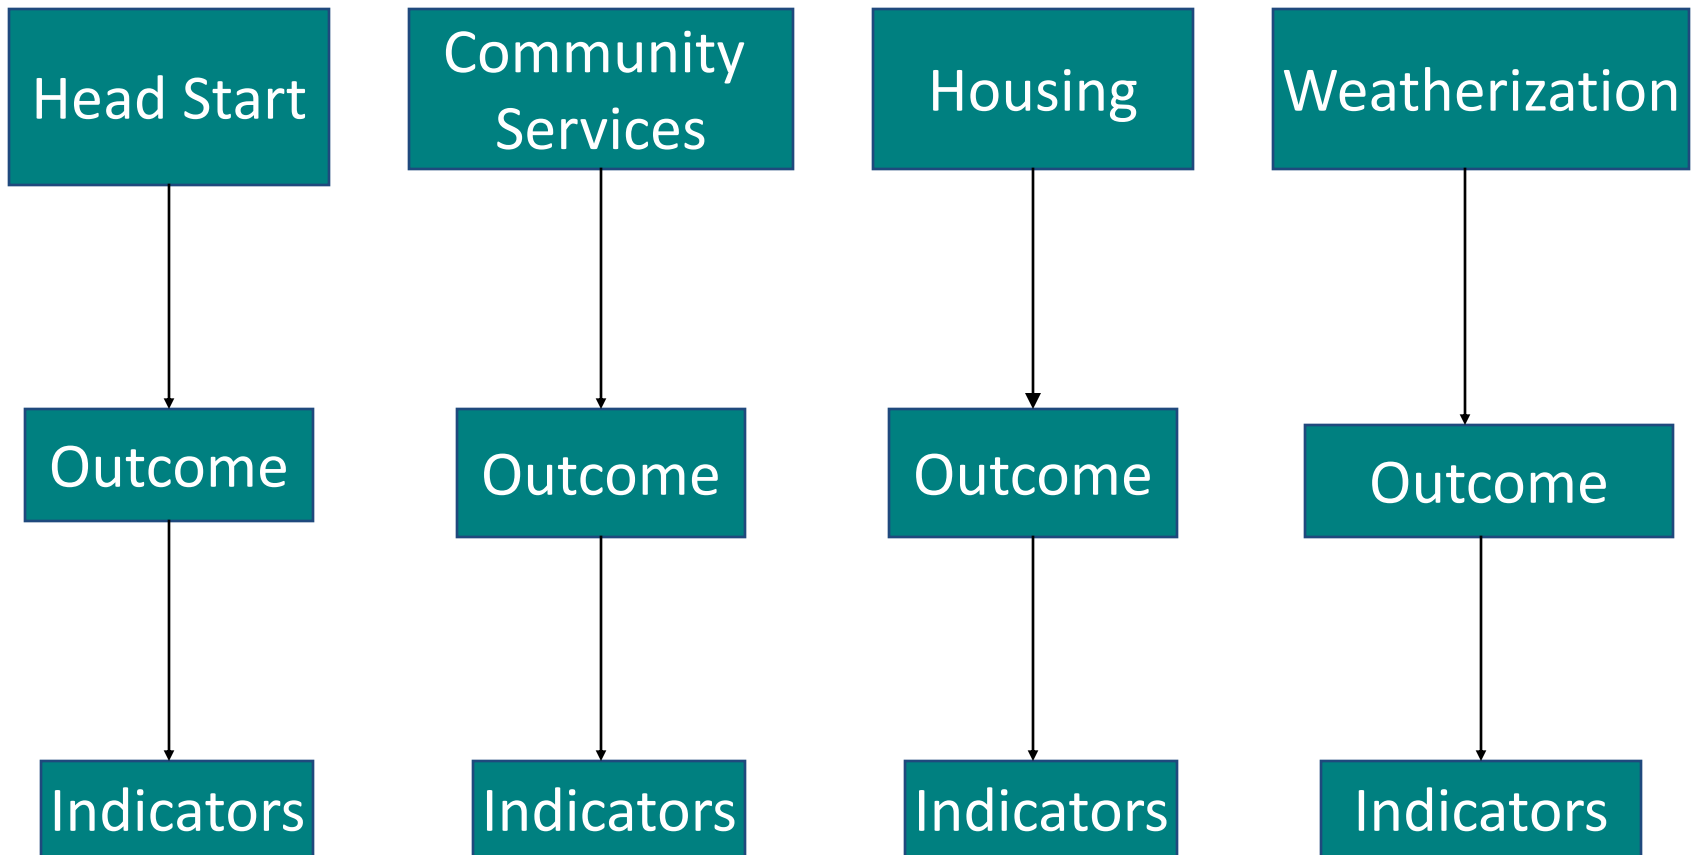 Head Start
Community
Services
Housing
Weatherization
Outcome
Outcome
Outcome
Outcome
Indicators
Indicators
Indicators
Indicators